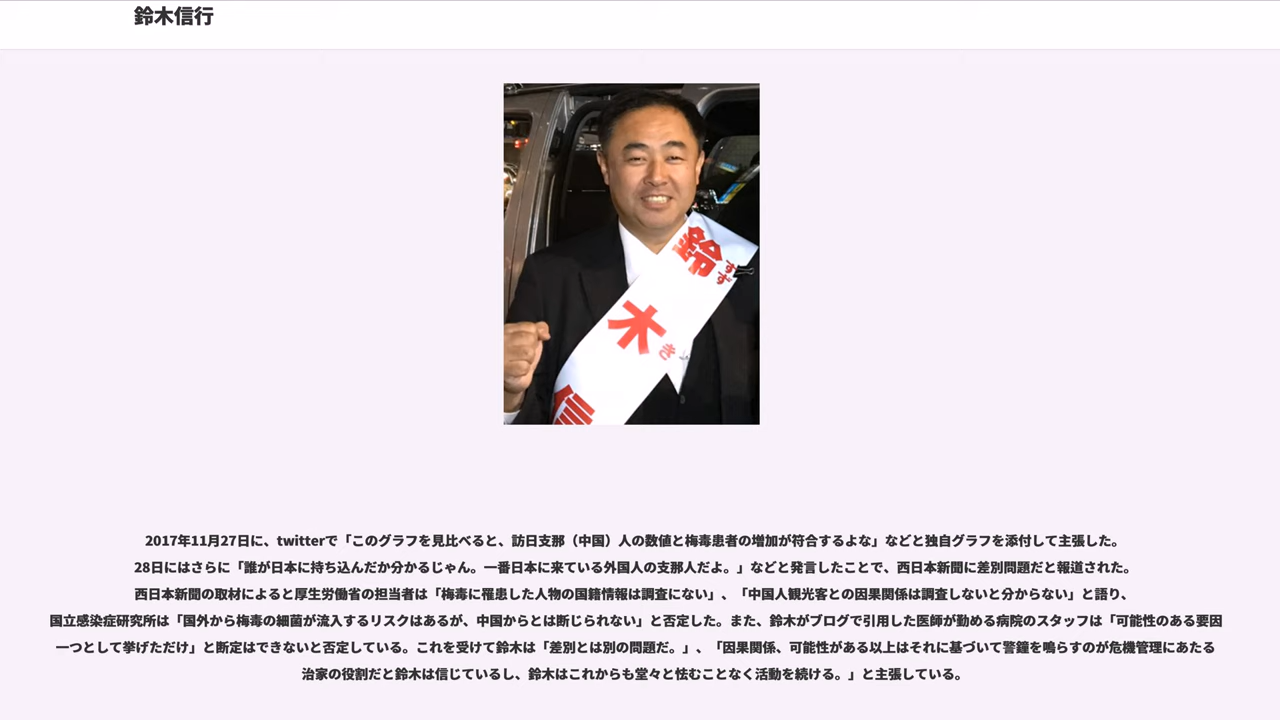 鈴木信行
鈴
すず
木
き
信
2017年11月27日に、twitterで「このグラフを見比べると、訪日支那（中国）人の数値と梅毒患者の増加が符合するよな」などと独自グラフを添付して主張した。
28日にはさらに「誰が日本に持ち込んだか分かるじゃん。一番日本に来ている外国人の支那人だよ。」などと発言したことで、西日本新聞に差別問題だと報道された。
西日本新聞の取材によると厚生労働省の担当者は「梅毒に罹患した人物の国籍情報は調査にない」、「中国人観光客との因果関係は調査しないと分からない」と語り、
国立感染症研究所は「国外から梅毒の細菌が流入するリスクはあるが、中国からとは断じられない」と否定した。また、鈴木がブログで引用した医師が勤める病院のスタッフは「可能性のある要因
一つとして挙げただけ」と断定はできないと否定している。これを受けて鈴木は「差別とは別の問題だ。」、「因果関係、可能性がある以上はそれに基づいて警鐘を鳴らすのが危機管理にあたる
治家の役割だと鈴木は信じているし、鈴木はこれからも堂々と怯むことなく活動を続ける。」と主張している。